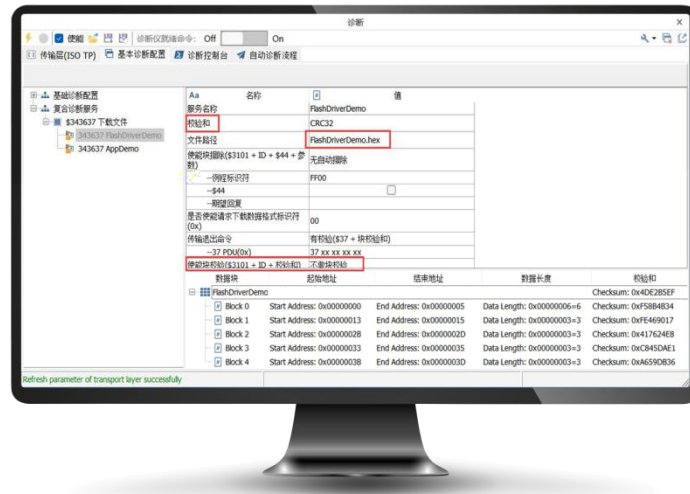 诊断
使能 诊断仪就绪命令: Off On
传输层(ISO TP) 基本诊断配置 诊断控制台 自动诊断流程
基础诊断配置
复合诊断服务
$343637 下载文件
343637 FlashDriverDemo
343637 AppDemo
Aa 名称 # 值
服务名称 FlashDriverDemo
校验和 CRC32
文件路径 FlashDriverDemo.hex
使能块擦除($3101 + ID + $44 + 参数) 无自动擦除
--例程标识符 FF00
--$44
--期望回复
是否使能请求下载数据格式标识符(0x) 00
传输退出命令 有校验($37 + 块校验和)
--37 PDU(0x) 37 xx xx xx xx
使能块校验($3101 + ID + 校验和) 不做块校验
数据块 起始地址 结束地址 数据长度 校验和
FlashDriverDemo Checksum: 0x4DE2B5EF
Block 0 Start Address: 0x00000000 End Address: 0x00000005 Data Length: 0x00000006=6 Checksum: 0xF58B4B34
Block 1 Start Address: 0x00000013 End Address: 0x00000015 Data Length: 0x00000003=3 Checksum: 0xFE469017
Block 2 Start Address: 0x0000002B End Address: 0x0000002D Data Length: 0x00000003=3 Checksum: 0x417624E8
Block 3 Start Address: 0x00000033 End Address: 0x00000035 Data Length: 0x00000003=3 Checksum: 0xC845DAE1
Block 4 Start Address: 0x0000003B End Address: 0x0000003D Data Length: 0x00000003=3 Checksum: 0xA659DB36
Refresh parameter of transport layer successfully